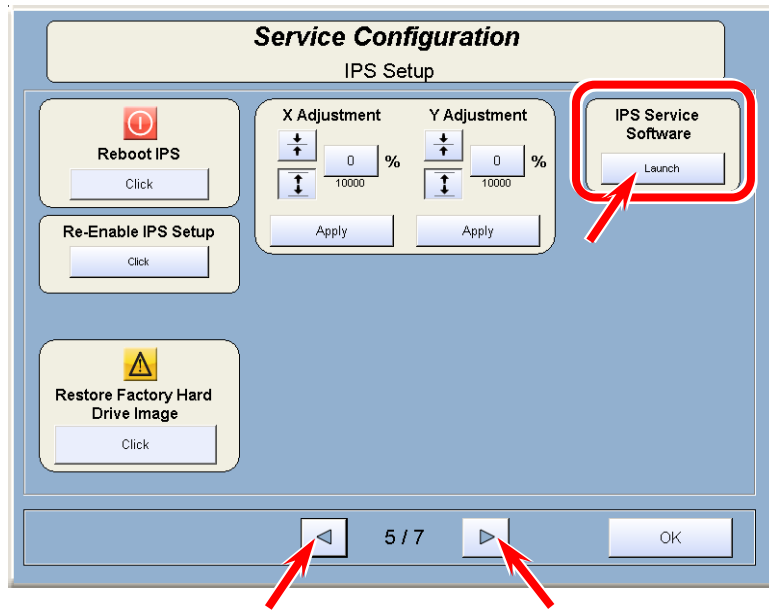 Service Configuration
IPS Setup
Reboot IPS
Click
Re-Enable IPS Setup
Click
Restore Factory Hard
Drive Image
Click
X Adjustment
0 %
10000
Apply
Y Adjustment
0 %
10000
Apply
IPS Service
Software
Launch
5 / 7
OK